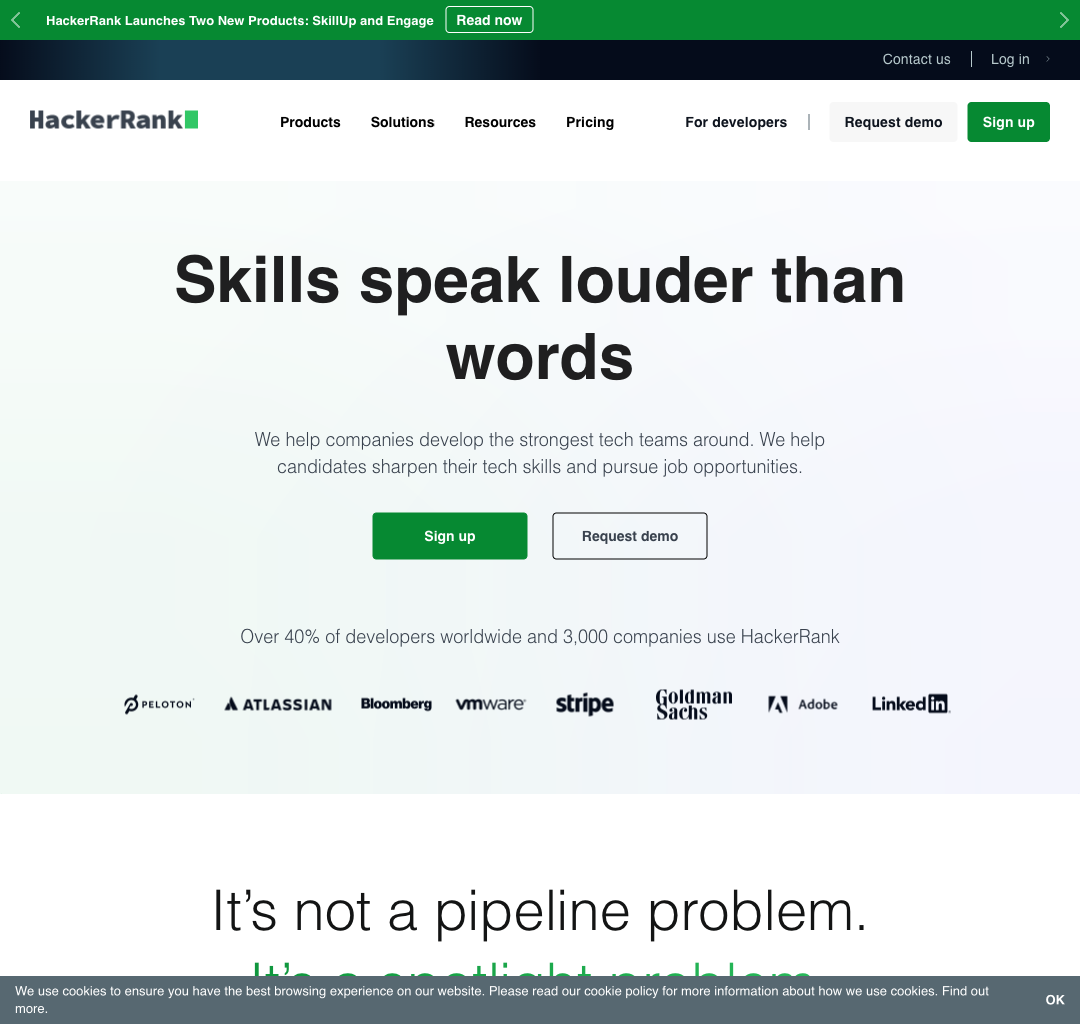 HackerRank Launches Two New Products: SkillUp and Engage Read now
Contact us Log in
HackerRank Products Solutions Resources Pricing For developers Request demo Sign up
Skills speak louder than
words
We help companies develop the strongest tech teams around. We help
candidates sharpen their tech skills and pursue job opportunities.
Sign up Request demo
Over 40% of developers worldwide and 3,000 companies use HackerRank
PELOTON ATLASSIAN Bloomberg vmware stripe Goldman Sachs Adobe LinkedIn
It's not a pipeline problem.
It's a spotlight problem.
We use cookies to ensure you have the best browsing experience on our website. Please read our cookie policy for more information about how we use cookies. Find out
more.
OK